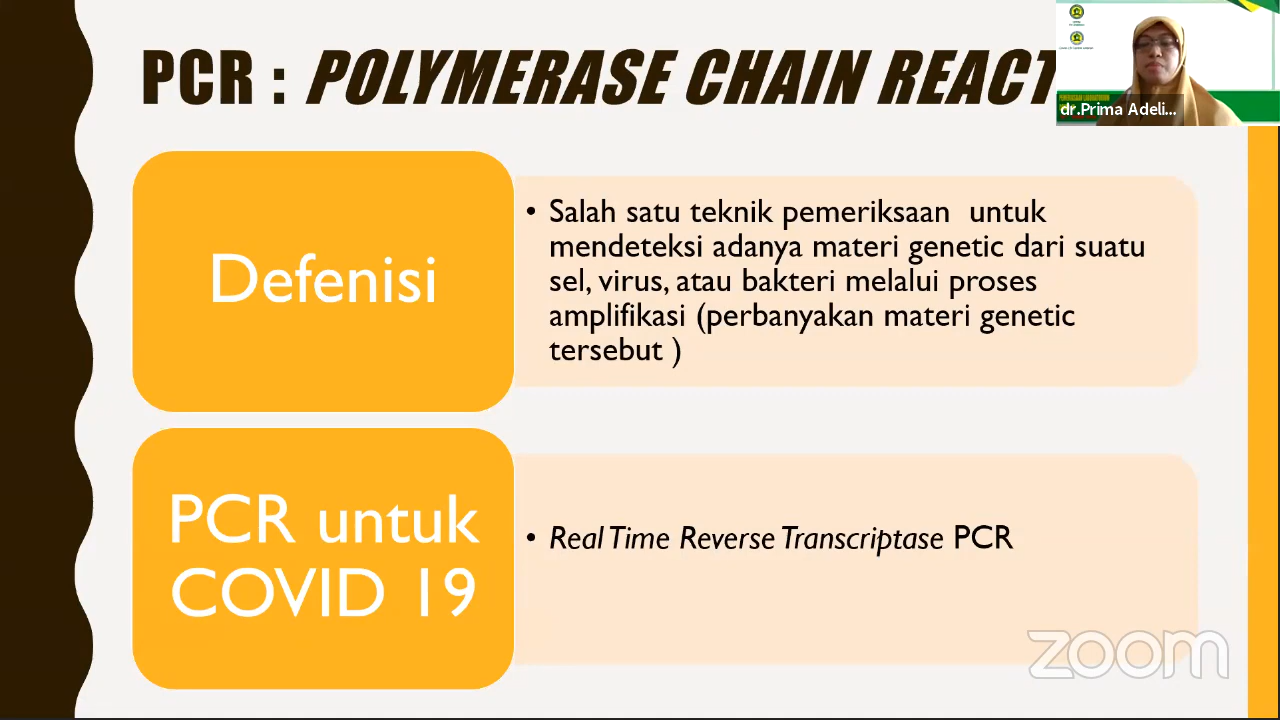 PCR : POLYMERASE CHAIN REACT
dr.Prima Adeli...
Defenisi
• Salah satu teknik pemeriksaan untuk
mendeteksi adanya materi genetic dari suatu
sel, virus, atau bakteri melalui proses
amplifikasi (perbanyakan materi genetic
tersebut )
PCR untuk
COVID 19
• Real Time Reverse Transcriptase PCR
zoom